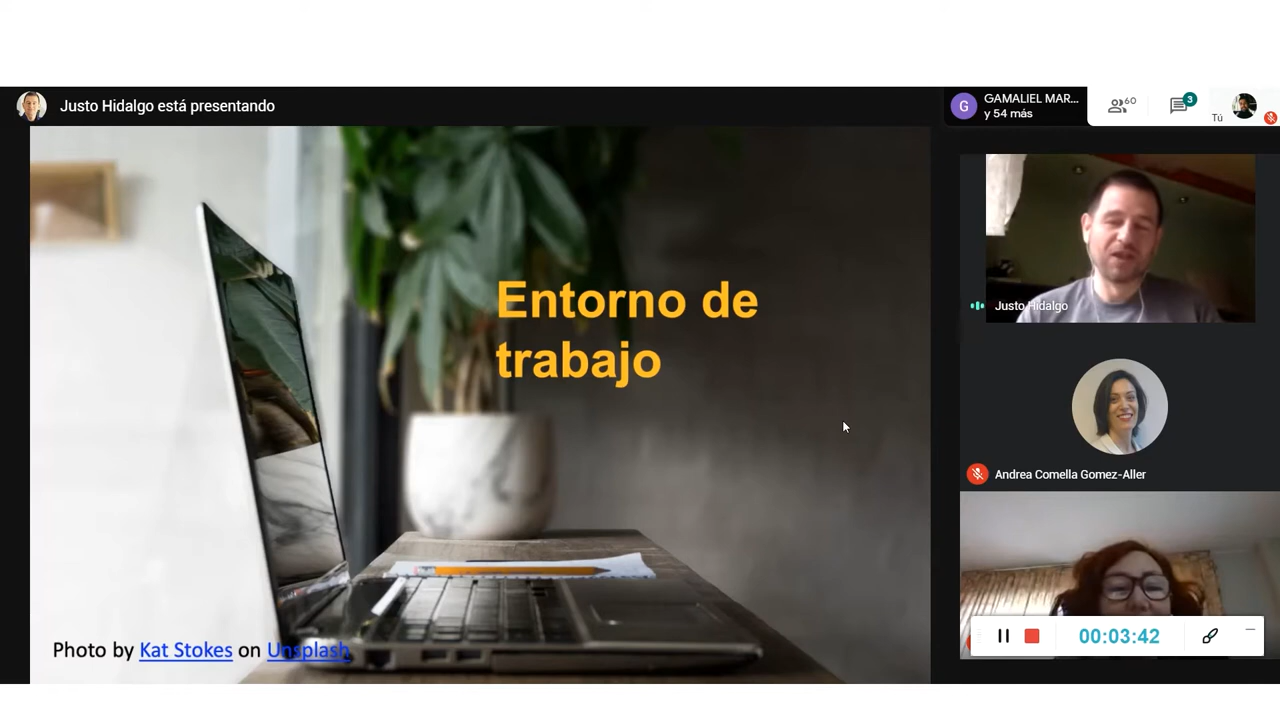 Justo Hidalgo está presentando
G
GAMALIEL MAR...
y 54 más
60
3
Tú
Entorno de
trabajo
Justo Hidalgo
Andrea Comella Gomez-Aller
00:03:42
Photo by Kat Stokes on Unsplash